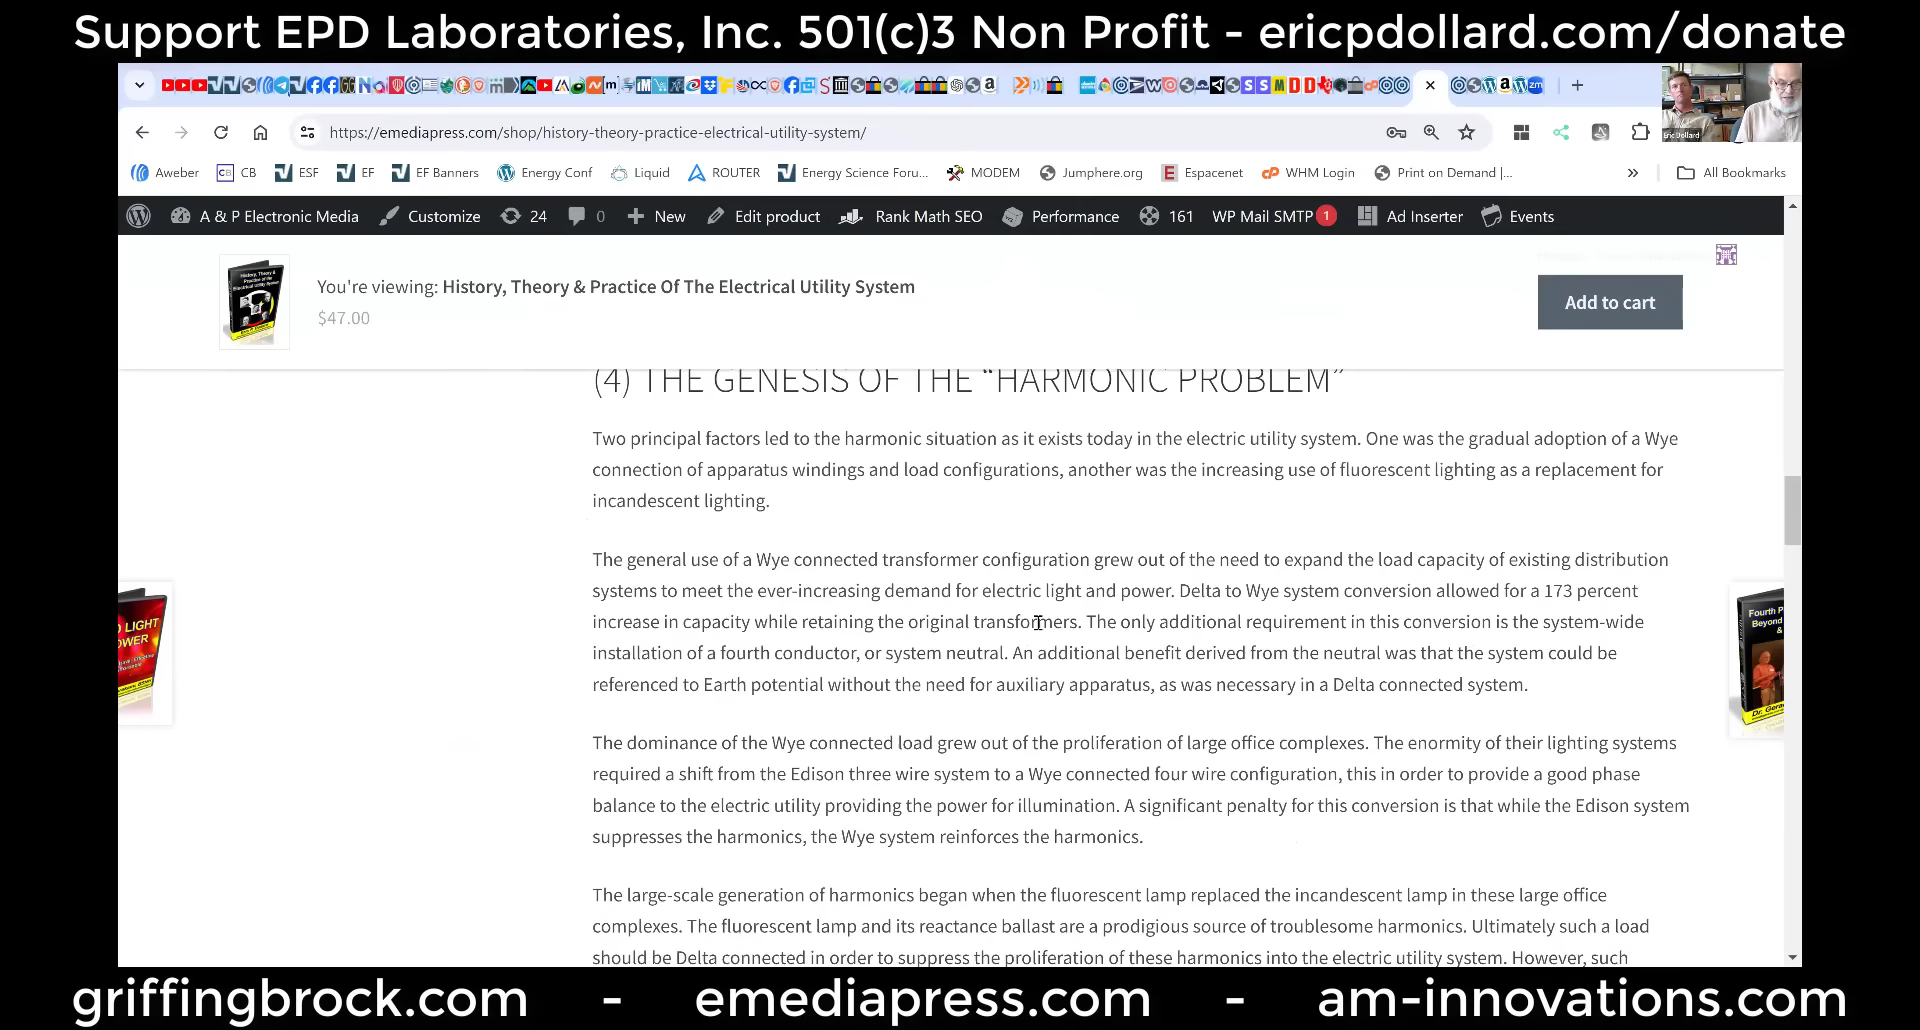 Support EPD Laboratories, Inc. 501(c)3 Non Profit - ericpdollard.com/donate
https://emediapress.com/shop/history-theory-practice-electrical-utility-system/
Eric Dollard
Aweber CB ESF EF EF Banners Energy Conf Liquid ROUTER Energy Science Foru... MODEM Jumphere.org Espacenet WHM Login Print on Demand |... » All Bookmarks
A & P Electronic Media Customize 24 0 + New Edit product Rank Math SEO Performance 161 WP Mail SMTP 1 Ad Inserter Events
You're viewing: History, Theory & Practice Of The Electrical Utility System
$47.00
Add to cart
(4) THE GENESIS OF THE “HARMONIC PROBLEM”
Two principal factors led to the harmonic situation as it exists today in the electric utility system. One was the gradual adoption of a Wye
connection of apparatus windings and load configurations, another was the increasing use of fluorescent lighting as a replacement for
incandescent lighting.
The general use of a Wye connected transformer configuration grew out of the need to expand the load capacity of existing distribution
systems to meet the ever-increasing demand for electric light and power. Delta to Wye system conversion allowed for a 173 percent
increase in capacity while retaining the original transformers. The only additional requirement in this conversion is the system-wide
installation of a fourth conductor, or system neutral. An additional benefit derived from the neutral was that the system could be
referenced to Earth potential without the need for auxiliary apparatus, as was necessary in a Delta connected system.
The dominance of the Wye connected load grew out of the proliferation of large office complexes. The enormity of their lighting systems
required a shift from the Edison three wire system to a Wye connected four wire configuration, this in order to provide a good phase
balance to the electric utility providing the power for illumination. A significant penalty for this conversion is that while the Edison system
suppresses the harmonics, the Wye system reinforces the harmonics.
The large-scale generation of harmonics began when the fluorescent lamp replaced the incandescent lamp in these large office
complexes. The fluorescent lamp and its reactance ballast are a prodigious source of troublesome harmonics. Ultimately such a load
should be Delta connected in order to suppress the proliferation of these harmonics into the electric utility system. However, such
griffingbrock.com - emediapress.com - am-innovations.com